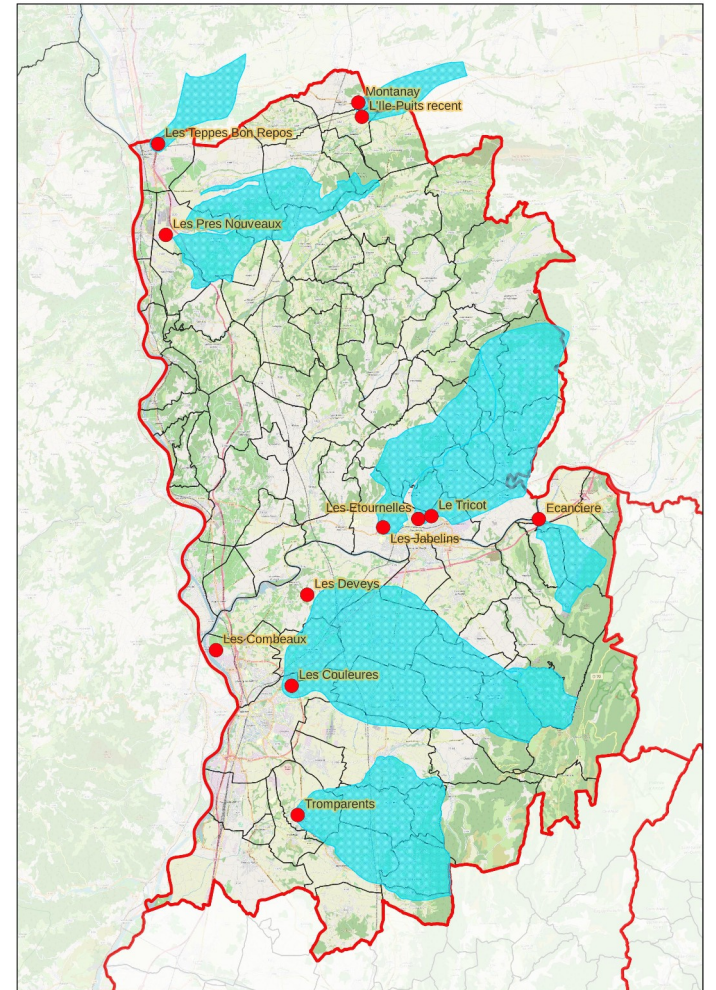 Montanay
L'Ile-Puits recent
Les Teppes Bon Repos
Les Pres Nouveaux
Les Etournelles
Le Tricot
Ecanciere
Les Jabelins
Les Deveys
Les Combeaux
Les Couleures
Tromparents